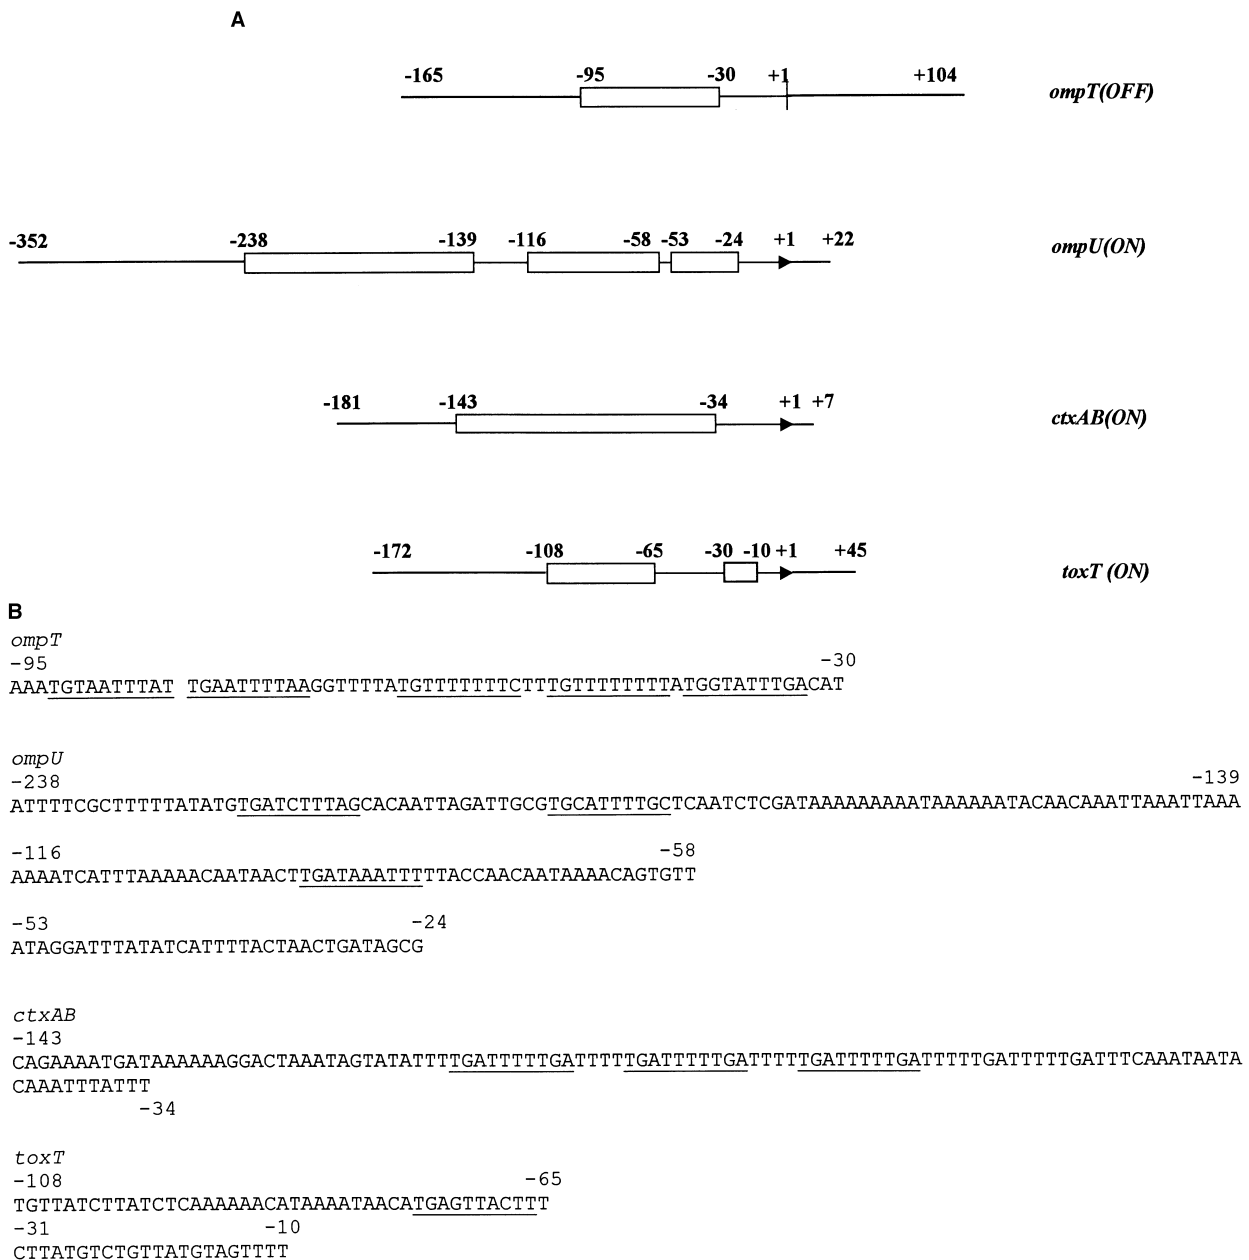 A
-165 -95 -30 +1 +104 ompT(OFF)
-352 -238 -139 -116 -58 -53 -24 +1 +22 ompU(ON)
-181 -143 -34 +1 +7 ctxAB(ON)
-172 -108 -65 -30 -10 +1 +45 toxT (ON)
B
ompT
-95 -30
AAATGTAATTTAT TGAATTTTAAGGTTTTATGTTTTTTTCTTTGTTTTTTTTATGGTATTTGACAT
ompU
-238 -139
ATTTTCGCTTTTTATATGTGATCTTTAGCACAATTAGATTGCGTGCATTTTGCTCAATCTCGATAAAAAAAAATAAAAAATACAACAAATTAAATTAAA
-116 -58
AAAATCATTTAAAAACAATAACTTGATAAATTTTTACCAACAATAAAACAGTGTT
-53 -24
ATAGGATTTATATCATTTTACTAACTGATAGCG
ctxAB
-143
CAGAAAATGATAAAAAAGGACTAAATAGTATATTTTGATTTTTGATTTTTGATTTTTGATTTTTGATTTTTGATTTTTGATTTTTGATTTCAAATAATA
CAAATTTATTT
-34
toxT
-108 -65
TGTTATCTTATCTCAAAAAACATAAAATAACATGAGTTACTTT
-31 -10
CTTATGTCTGTTATGTAGTTTT